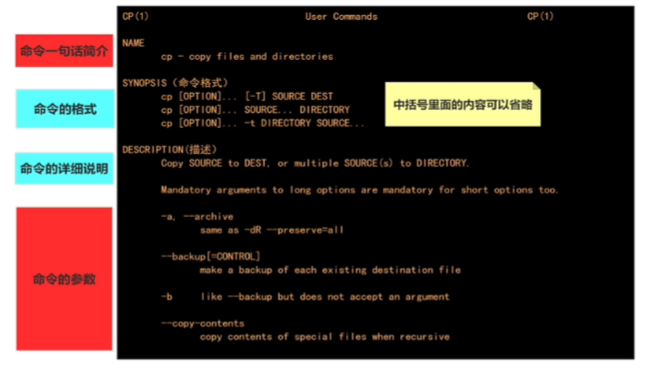 CP(1) User Commands CP(1)
命令一句话简介
NAME
cp - copy files and directories
命令的格式
SYNOPSIS（命令格式）
cp [OPTION]... [-T] SOURCE DEST
cp [OPTION]... SOURCE... DIRECTORY
cp [OPTION]... -t DIRECTORY SOURCE...
中括号里面的内容可以省略
命令的详细说明
DESCRIPTION(描述)
Copy SOURCE to DEST, or multiple SOURCE(s) to DIRECTORY.
Mandatory arguments to long options are mandatory for short options too.
命令的参数
-a, --archive
same as -dR --preserve=all
--backup[=CONTROL]
make a backup of each existing destination file
-b like --backup but does not accept an argument
--copy-contents
copy contents of special files when recursive